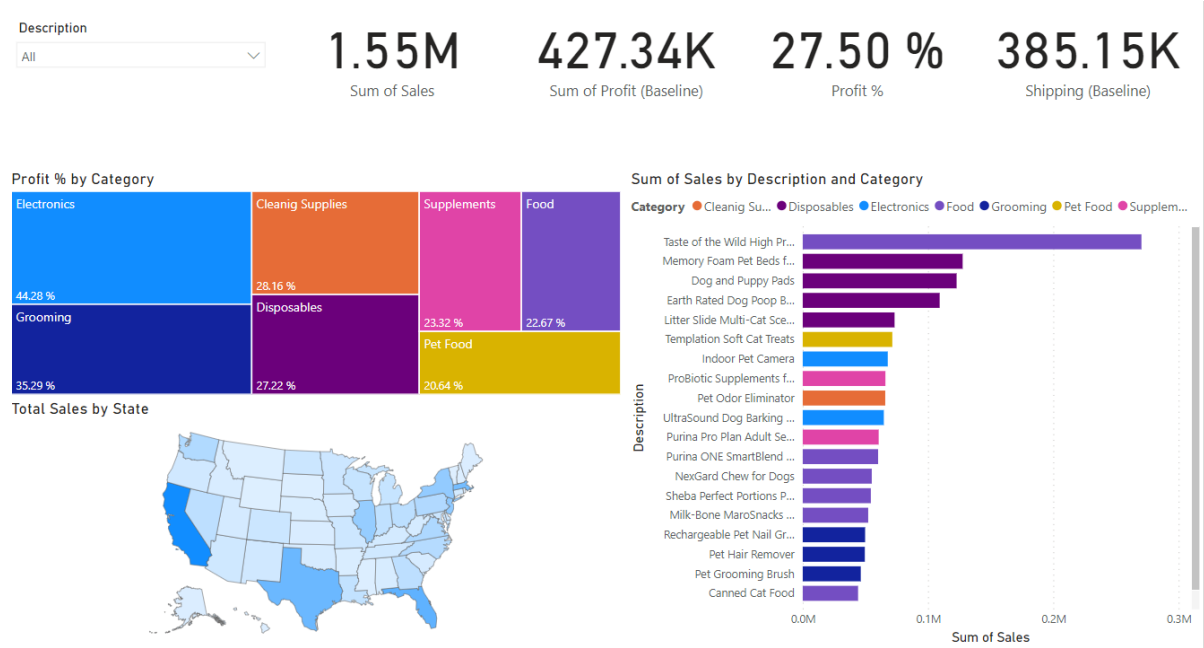 Description
All
1.55M
Sum of Sales
427.34K
Sum of Profit (Baseline)
27.50 %
Profit %
385.15K
Shipping (Baseline)
Profit % by Category
Electronics
44.28 %
Grooming
35.29 %
Cleanig Supplies
28.16 %
Disposables
27.22 %
Supplements
23.32 %
Food
22.67 %
Pet Food
20.64 %
Total Sales by State
Sum of Sales by Description and Category
Category Cleanig Su... Disposables Electronics Food Grooming Pet Food Supplem...
Description
Taste of the Wild High Pr...
Memory Foam Pet Beds f...
Dog and Puppy Pads
Earth Rated Dog Poop B...
Litter Slide Multi-Cat Sce...
Templation Soft Cat Treats
Indoor Pet Camera
ProBiotic Supplements f...
Pet Odor Eliminator
UltraSound Dog Barking ...
Purina Pro Plan Adult Se...
Purina ONE SmartBlend ...
NexGard Chew for Dogs
Sheba Perfect Portions P...
Milk-Bone MaroSnacks ...
Rechargeable Pet Nail Gr...
Pet Hair Remover
Pet Grooming Brush
Canned Cat Food
0.0M 0.1M 0.2M 0.3M
Sum of Sales